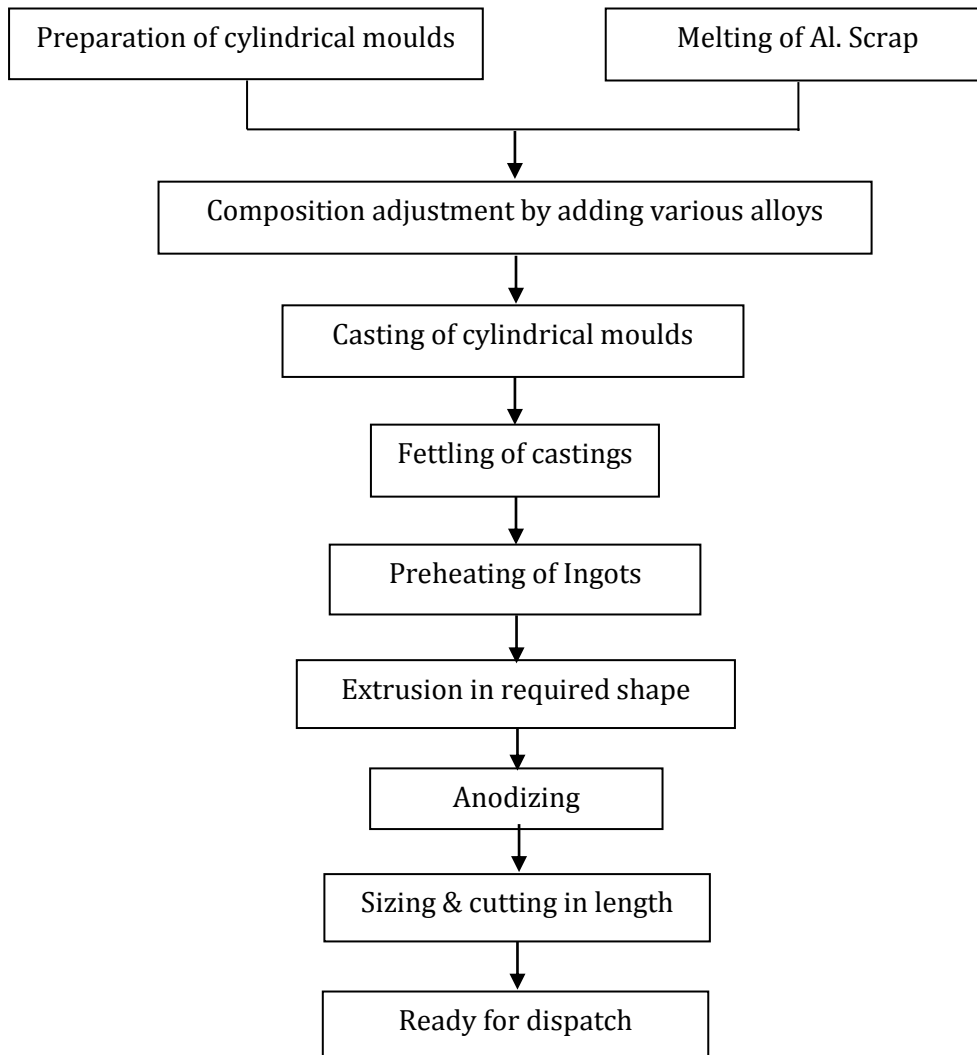 Preparation of cylindrical moulds
Melting of Al. Scrap
Composition adjustment by adding various alloys
Casting of cylindrical moulds
Fettling of castings
Preheating of Ingots
Extrusion in required shape
Anodizing
Sizing & cutting in length
Ready for dispatch